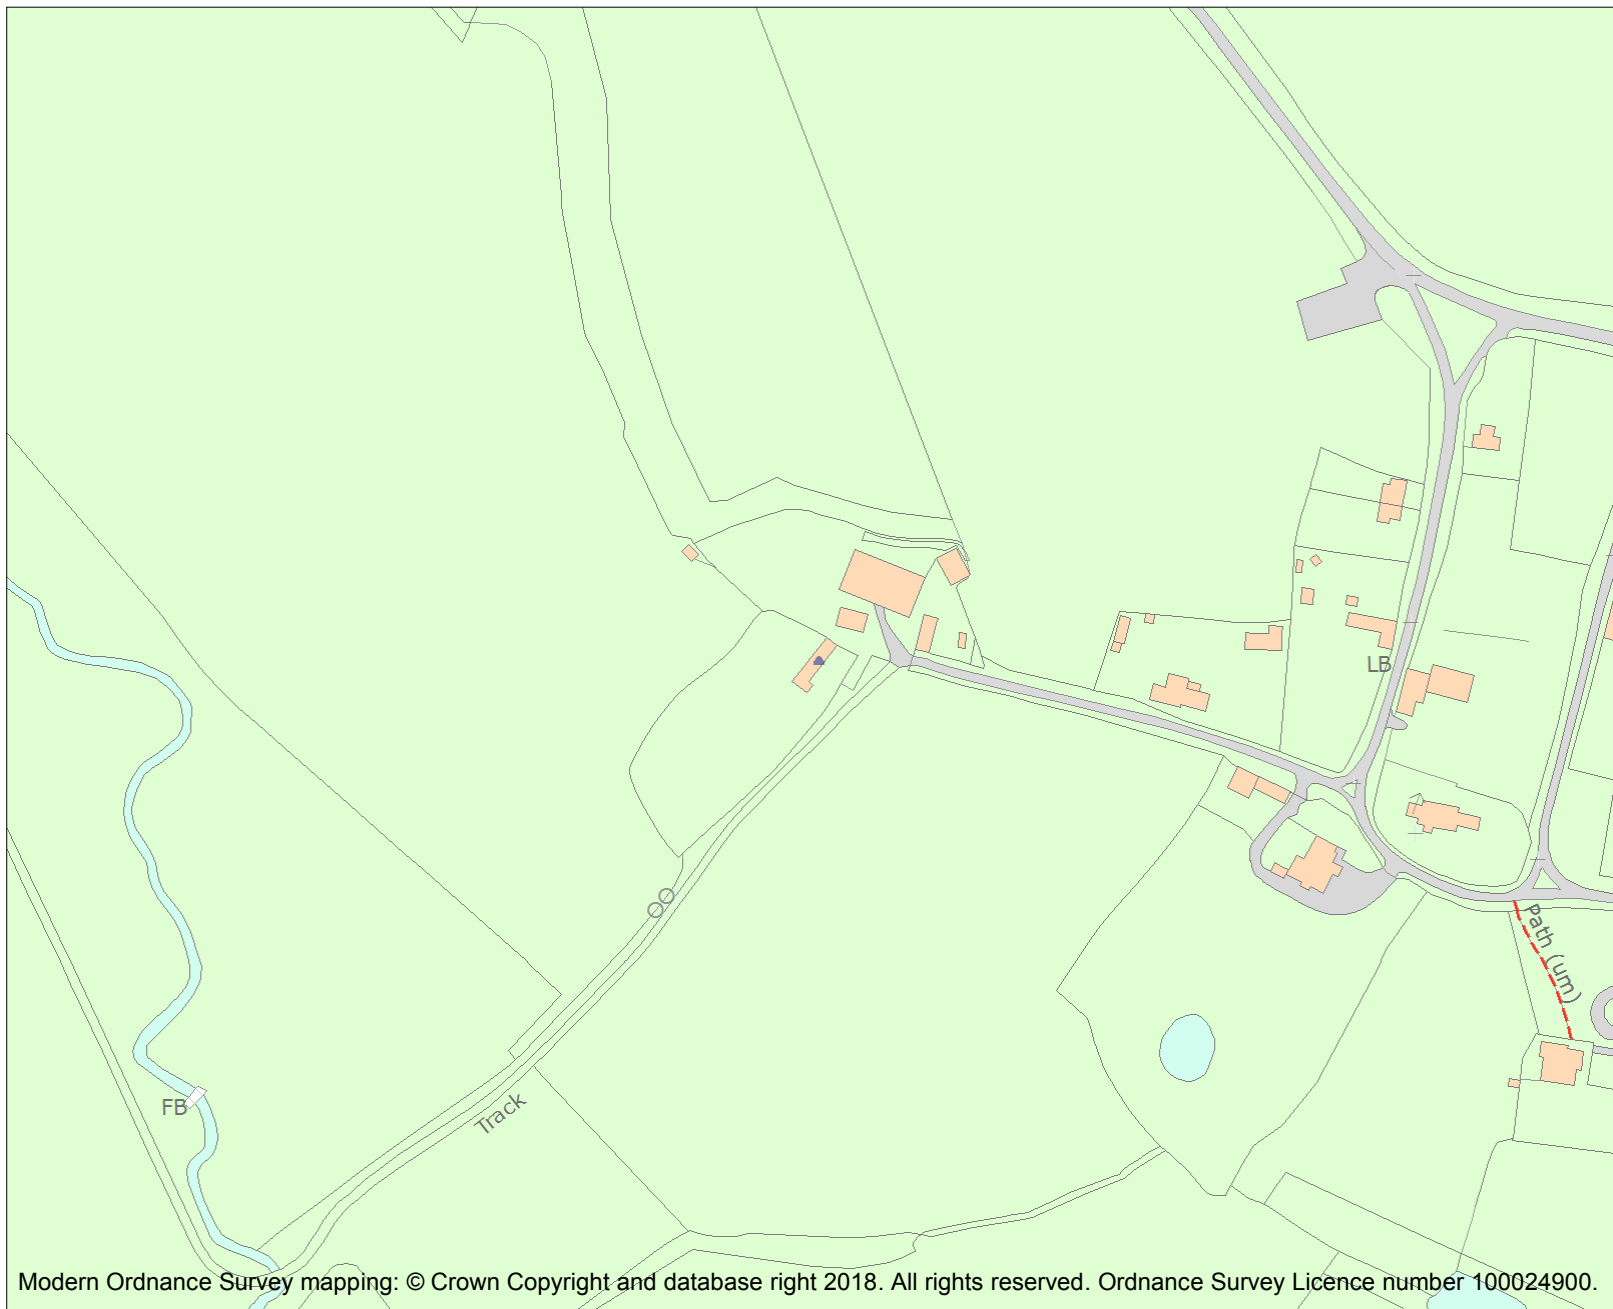 LB
Path (um)
FB
Track
Modern Ordnance Survey mapping: © Crown Copyright and database right 2018. All rights reserved. Ordnance Survey Licence number 100024900.